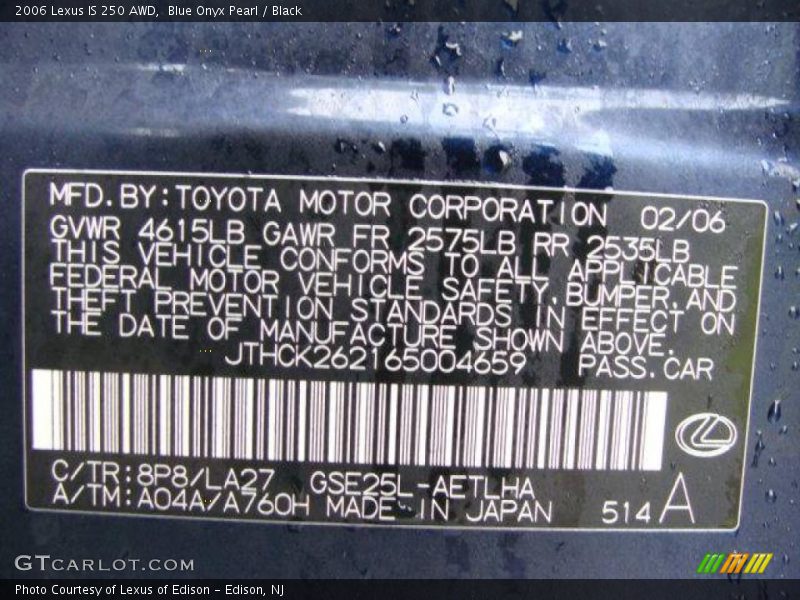 2006 Lexus IS 250 AWD,  Blue Onyx Pearl / Black
MFD.BY:TOYOTA MOTOR CORPORATION 02/06
GVWR 4615LB GAWR FR 2575LB RR 2535LB
THIS VEHICLE CONFORMS TO ALL APPLICABLE
FEDERAL MOTOR VEHICLE SAFETY,BUMPER,AND
THEFT PREVENTION STANDARDS IN EFFECT ON
THE DATE OF MANUFACTURE SHOWN ABOVE.
JTHCK262165004659 PASS.CAR
C/TR:8P8/LA27 GSE25L-AETLHA
A/TM:A04A/A760H MADE IN JAPAN 514 A
GTCARLOT.COM
Photo Courtesy of Lexus of Edison - Edison, NJ